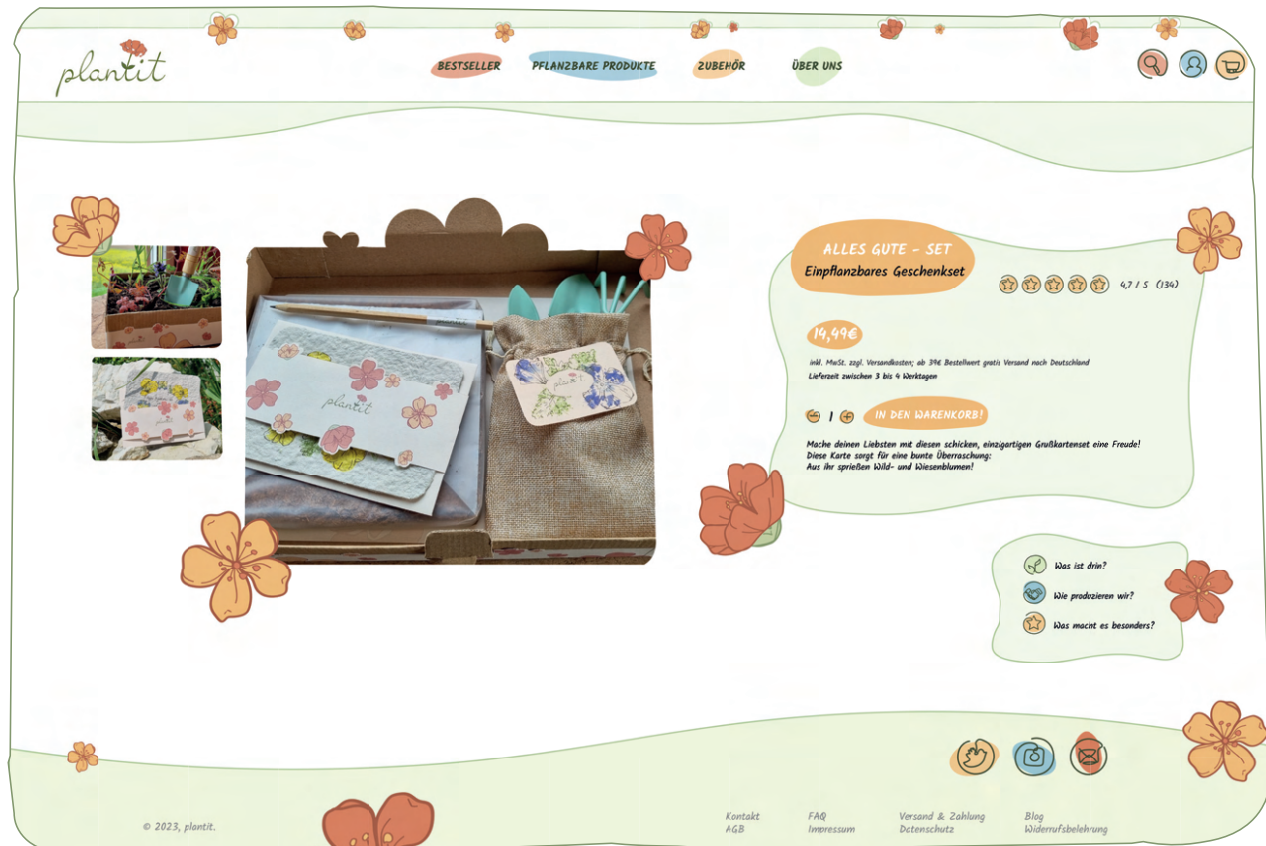 plantit
BESTSELLER
PFLANZBARE PRODUKTE
ZUBEHÖR
ÜBER UNS
plantit
plantit
plantit
ALLES GUTE - SET
Einpflanzbares Geschenkset
4,7 / 5 (134)
14,49€
inkl. MwSt. zzgl. Versandkosten; ab 39€ Bestellwert gratis Versand nach Deutschland
Lieferzeit zwischen 3 bis 4 Werktagen
1
IN DEN WARENKORB!
Mache deinen Liebsten mit diesen schicken, einzigartigen Grußkartenset eine Freude!
Diese Karte sorgt für eine bunte Überraschung:
Aus ihr sprießen Wild- und Wiesenblumen!
Was ist drin?
Wie produzieren wir?
Was macht es besonders?
© 2023, plantit.
Kontakt
AGB
FAQ
Impressum
Versand & Zahlung
Datenschutz
Blog
Widerrufsbelehrung